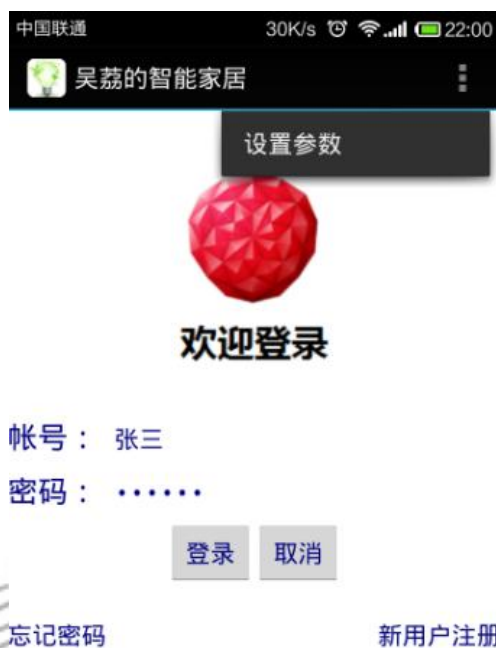 中国联通 30K/s 22:00
吴荔的智能家居
设置参数
欢迎登录
帐号： 张三
密码： ••••••
登录 取消
忘记密码 新用户注册